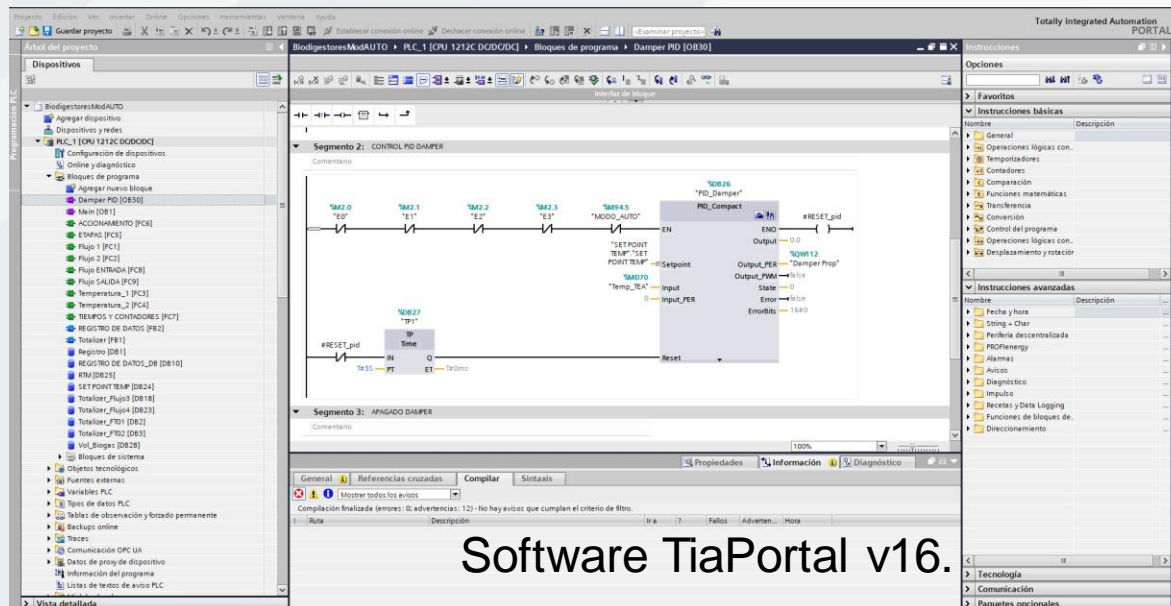 Proyecto Edición Ver Insertar Online Opciones Herramientas Ventana Ayuda
Totally Integrated Automation
PORTAL
Guardar proyecto
Establecer conexión online
Deshacer conexión online
<Examinar proyecto>
Árbol del proyecto
BiodigestoresModAUTO PLC_1 [CPU 1212C DC/DC/DC] Bloques de programa Damper PID [OB30]
Instrucciones
Dispositivos
Opciones
Programación PLC
Interfaz de bloque
BiodigestoresModAUTO
Agregar dispositivo
Dispositivos y redes
PLC_1 [CPU 1212C DC/DC/DC]
Configuración de dispositivos
Online y diagnóstico
Bloques de programa
Agregar nuevo bloque
Damper PID [OB30]
Main [OB1]
ACCIONAMIENTO [FC6]
ETAPAS [FC5]
Flujo 1 [FC1]
Flujo 2 [FC2]
Flujo ENTRADA [FC8]
Flujo SALIDA [FC9]
Temperatura_1 [FC3]
Temperatura_2 [FC4]
TIEMPOS Y CONTADORES [FC7]
REGISTRO DE DATOS [FB2]
Totalizer [FB1]
Registro [DB1]
REGISTRO DE DATOS_DB [DB10]
RTM [DB25]
SET POINT TEMP [DB24]
Totalizer_Flujo3 [DB18]
Totalizer_Flujo4 [DB23]
Totalizer_FT01 [DB2]
Totalizer_FT02 [DB3]
Vol_Biogas [DB28]
Bloques de sistema
Objetos tecnológicos
Fuentes externas
Variables PLC
Tipos de datos PLC
Tablas de observación y forzado permanente
Backups online
Traces
Comunicación OPC UA
Datos de proxy de dispositivo
Información del programa
Listas de textos de aviso PLC
Vista detallada
Segmento 2: CONTROL PID DAMPER
Comentario
%DB26
"PID_Damper"
%M2.0 %M2.1 %M2.2 %M2.3 %M94.5
"E0" "E1" "E2" "E3" "MODO_AUTO"
PID_Compact
#RESET_pid
EN ENO
Output 0.0
"SET POINT
TEMP"."SET
POINT TEMP" Setpoint
%QW112
Output_PER "Damper Prop"
%MD70
"Temp_TEA" Input
Output_PWM false
State 0
0 Input_PER
Error false
ErrorBits 16#0
%DB27
"TP1"
TP
Time
#RESET_pid
IN Q
Reset
T#5S PT ET T#0ms
Segmento 3: APAGADO DAMPER
Comentario
100%
Propiedades Información Diagnóstico
General Referencias cruzadas Compilar Sintaxis
Mostrar todos los avisos
Compilación finalizada (errores: 0; advertencias: 12) - No hay avisos que cumplan el criterio de filtro.
! Ruta Descripción Ir a ? Fallos Adverten... Hora
Favoritos
Instrucciones básicas
Nombre Descripción
General
Operaciones lógicas con..
Temporizadores
Contadores
Comparación
Funciones matemáticas
Transferencia
Conversión
Control del programa
Operaciones lógicas con..
Desplazamiento y rotación
Instrucciones avanzadas
Nombre Descripción
Fecha y hora
String + Char
Periferia descentralizada
PROFIenergy
Alarmas
Avisos
Diagnóstico
Impulso
Recetas y Data Logging
Funciones de bloques de..
Direccionamiento
Tecnología
Comunicación
Paquetes opcionales
Software TiaPortal v16.